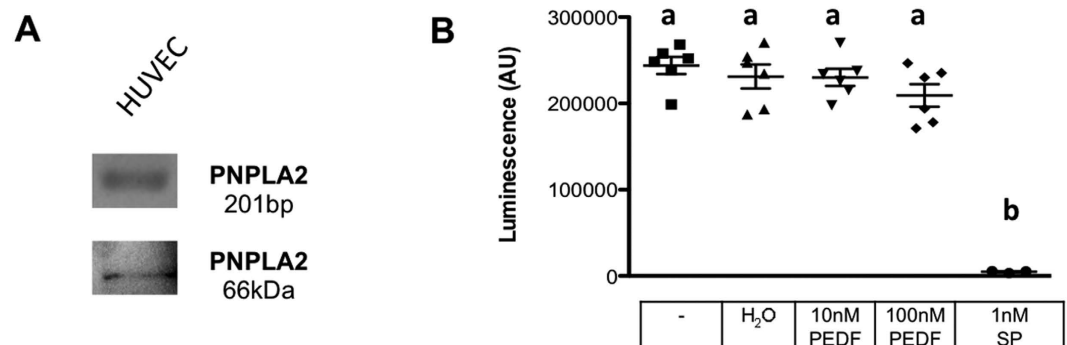 A
HUVEC
PNPLA2
201bp
PNPLA2
66kDa
B
Luminescence (AU)
300000
200000
100000
0
a a a a
b
- H₂O 10nM 100nM 1nM
PEDF PEDF SP